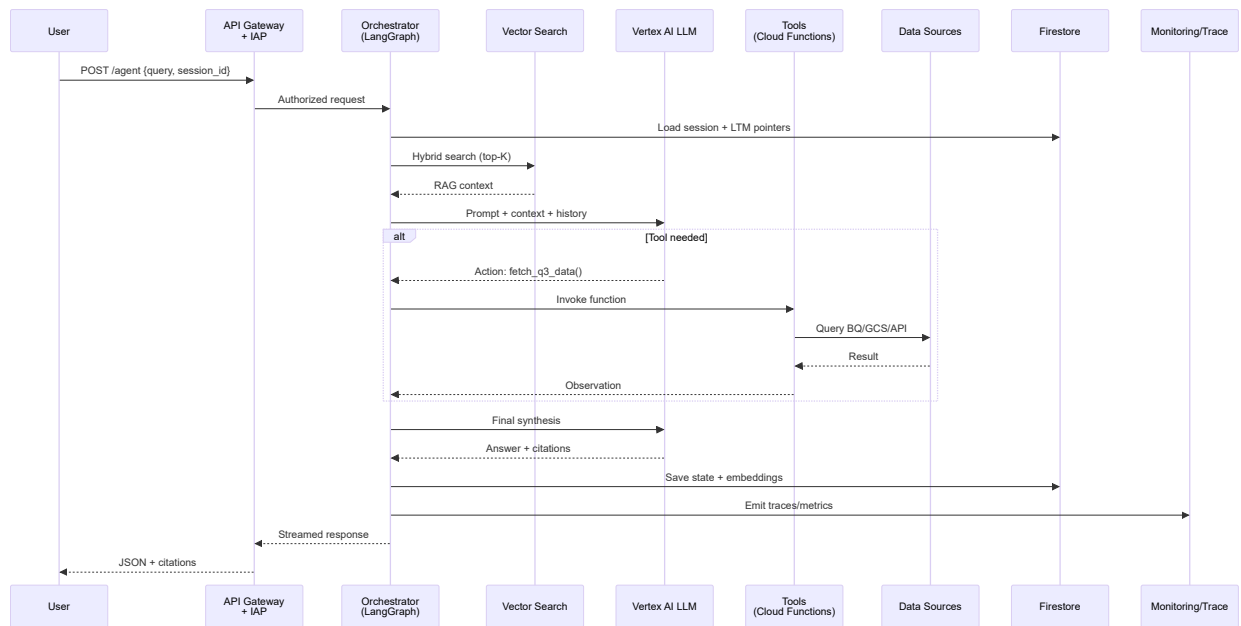 User
API Gateway
+ IAP
Orchestrator
(LangGraph)
Vector Search
Vertex AI LLM
Tools
(Cloud Functions)
Data Sources
Firestore
Monitoring/Trace
POST /agent {query, session_id}
Authorized request
Load session + LTM pointers
Hybrid search (top-K)
RAG context
Prompt + context + history
alt
[Tool needed]
Action: fetch_q3_data()
Invoke function
Query BQ/GCS/API
Result
Observation
Final synthesis
Answer + citations
Save state + embeddings
Emit traces/metrics
Streamed response
JSON + citations
User
API Gateway
+ IAP
Orchestrator
(LangGraph)
Vector Search
Vertex AI LLM
Tools
(Cloud Functions)
Data Sources
Firestore
Monitoring/Trace